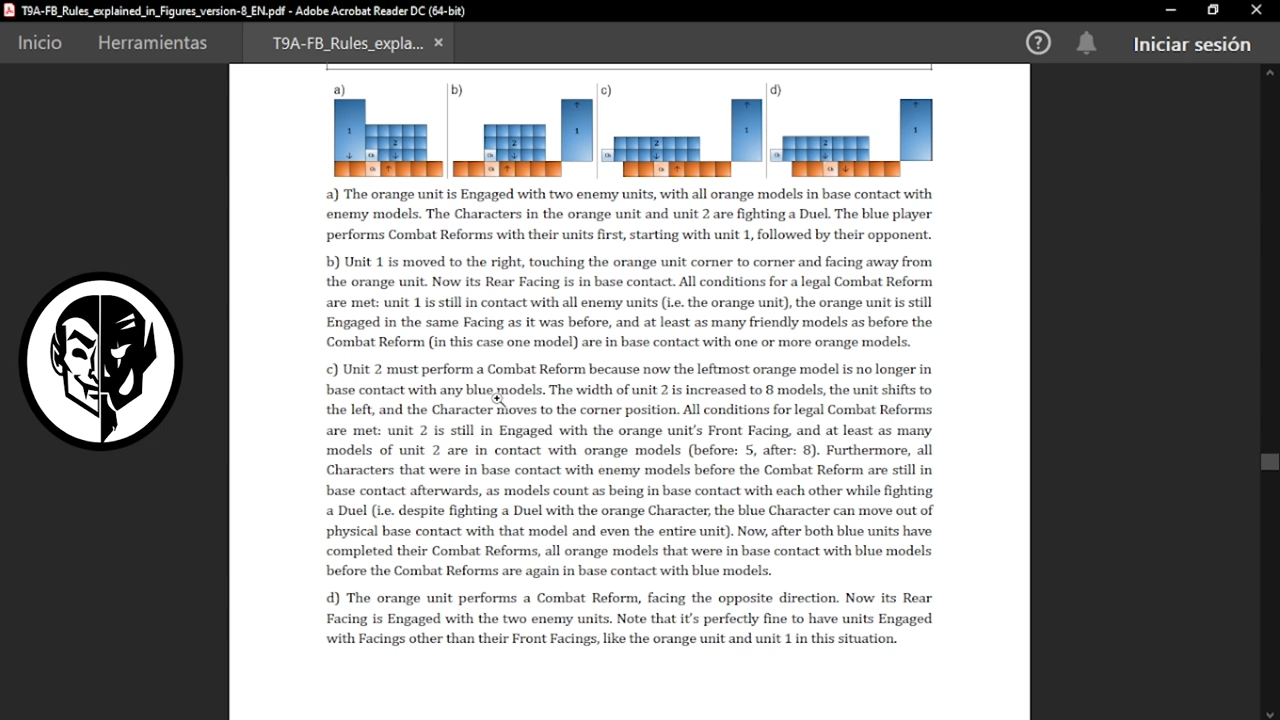 T9A-FB_Rules_explained_in_Figures_version-8_EN.pdf - Adobe Acrobat Reader DC (64-bit)
Inicio Herramientas T9A-FB_Rules_expla... × ? Iniciar sesión
a) b) c) d)
1 2 Ch Ch
1 2 Ch Ch
1 2 Ch Ch
1 2 Ch Ch
a) The orange unit is Engaged with two enemy units, with all orange models in base contact with
enemy models. The Characters in the orange unit and unit 2 are fighting a Duel. The blue player
performs Combat Reforms with their units first, starting with unit 1, followed by their opponent.
b) Unit 1 is moved to the right, touching the orange unit corner to corner and facing away from
the orange unit. Now its Rear Facing is in base contact. All conditions for a legal Combat Reform
are met: unit 1 is still in contact with all enemy units (i.e. the orange unit), the orange unit is still
Engaged in the same Facing as it was before, and at least as many friendly models as before the
Combat Reform (in this case one model) are in base contact with one or more orange models.
c) Unit 2 must perform a Combat Reform because now the leftmost orange model is no longer in
base contact with any blue models. The width of unit 2 is increased to 8 models, the unit shifts to
the left, and the Character moves to the corner position. All conditions for legal Combat Reforms
are met: unit 2 is still in Engaged with the orange unit's Front Facing, and at least as many
models of unit 2 are in contact with orange models (before: 5, after: 8). Furthermore, all
Characters that were in base contact with enemy models before the Combat Reform are still in
base contact afterwards, as models count as being in base contact with each other while fighting
a Duel (i.e. despite fighting a Duel with the orange Character, the blue Character can move out of
physical base contact with that model and even the entire unit). Now, after both blue units have
completed their Combat Reforms, all orange models that were in base contact with blue models
before the Combat Reforms are again in base contact with blue models.
d) The orange unit performs a Combat Reform, facing the opposite direction. Now its Rear
Facing is Engaged with the two enemy units. Note that it's perfectly fine to have units Engaged
with Facings other than their Front Facings, like the orange unit and unit 1 in this situation.